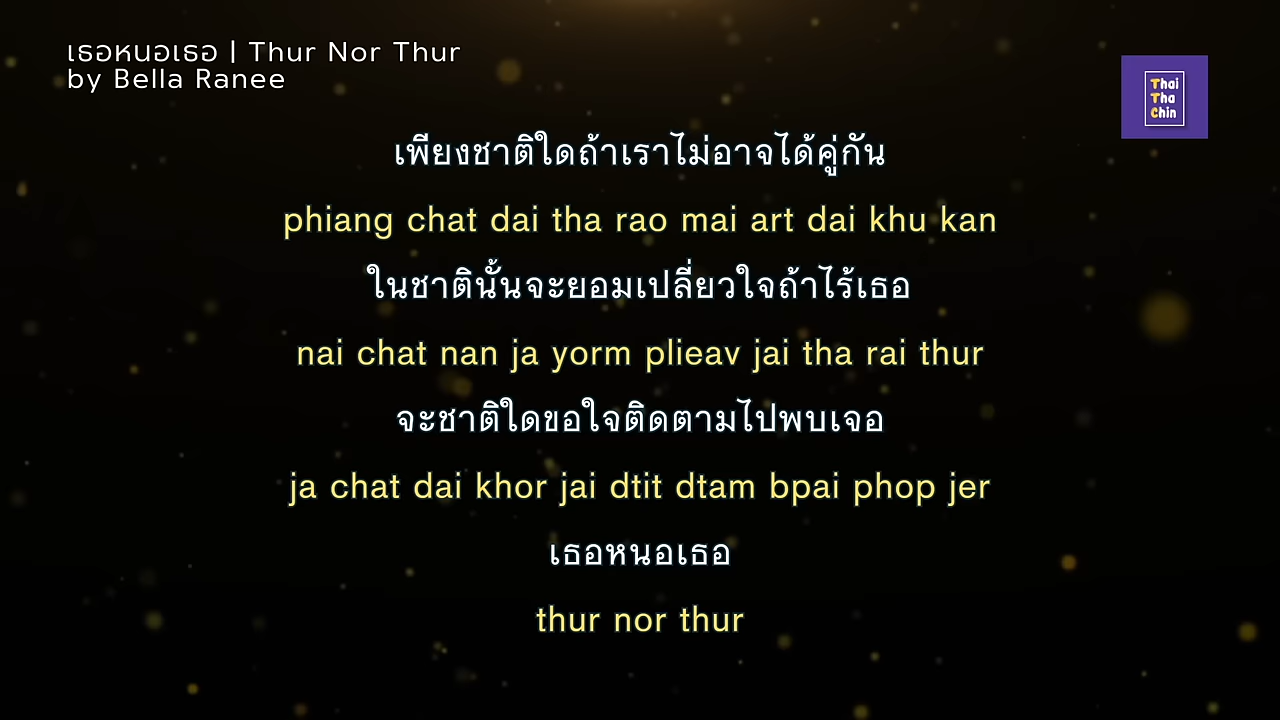 เธอหนอเธอ | Thur Nor Thur
by Bella Ranee
Thai
Tha
Chin
เพียงชาติใดถ้าเราไม่อาจได้คู่กัน
phiang chat dai tha rao mai art dai khu kan
ในชาตินั้นจะยอมเปลี่ยวใจถ้าไร้เธอ
nai chat nan ja yorm plieav jai tha rai thur
จะชาติใดขอใจติดตามไปพบเจอ
ja chat dai khor jai dtit dtam bpai phop jer
เธอหนอเธอ
thur nor thur